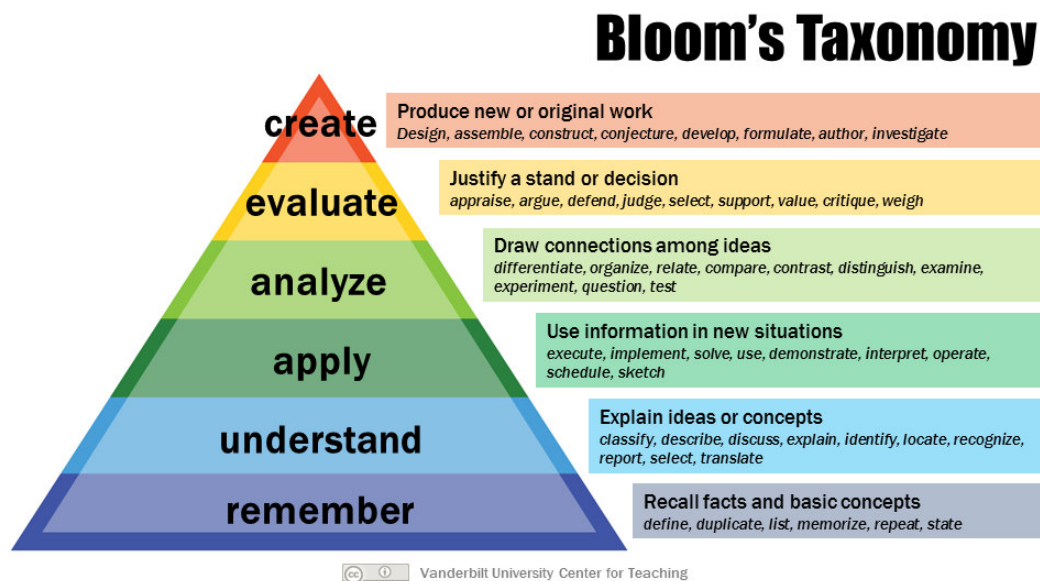 Bloom's Taxonomy
create
Produce new or original work
Design, assemble, construct, conjecture, develop, formulate, author, investigate
evaluate
Justify a stand or decision
appraise, argue, defend, judge, select, support, value, critique, weigh
analyze
Draw connections among ideas
differentiate, organize, relate, compare, contrast, distinguish, examine,
experiment, question, test
apply
Use information in new situations
execute, implement, solve, use, demonstrate, interpret, operate,
schedule, sketch
understand
Explain ideas or concepts
classify, describe, discuss, explain, identify, locate, recognize,
report, select, translate
remember
Recall facts and basic concepts
define, duplicate, list, memorize, repeat, state
cc Vanderbilt University Center for Teaching